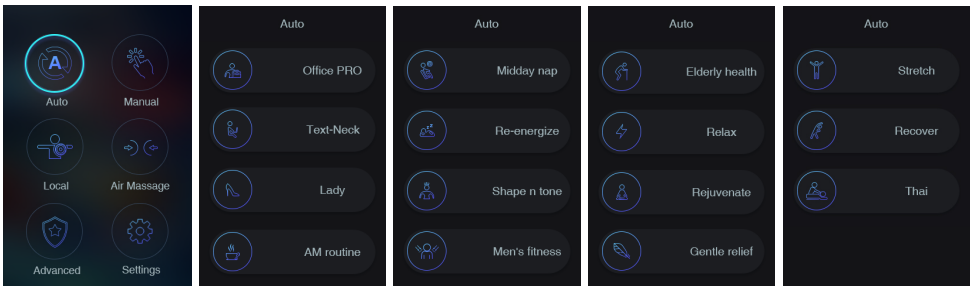 A
Auto
Manual
Local
Air Massage
Advanced
Settings
Auto
Office PRO
Text-Neck
Lady
AM routine
Auto
Midday nap
Re-energize
Shape n tone
Men's fitness
Auto
Elderly health
Relax
Rejuvenate
Gentle relief
Auto
Stretch
Recover
Thai